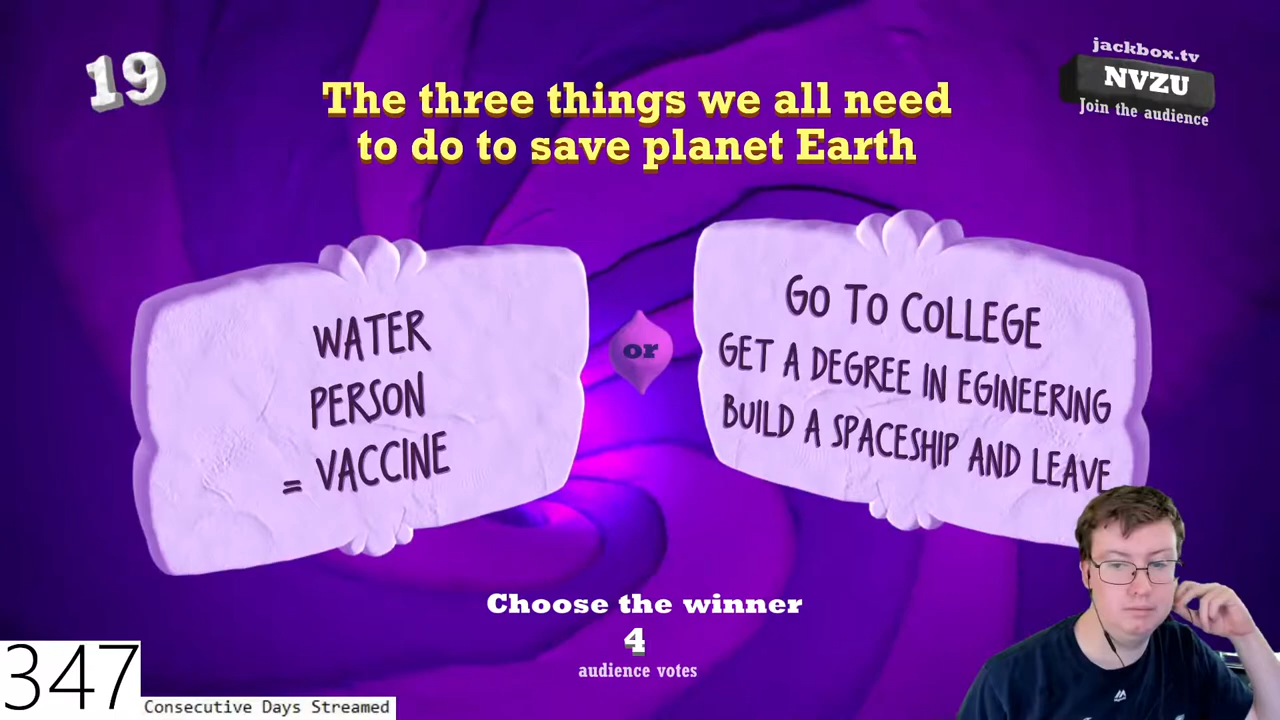 19
jackbox.tv
NVZU
Join the audience
The three things we all need
to do to save planet Earth
WATER
PERSON
= VACCINE
or
GO TO COLLEGE
GET A DEGREE IN EGINEERING
BUILD A SPACESHIP AND LEAVE
Choose the winner
4
audience votes
347
Consecutive Days Streamed